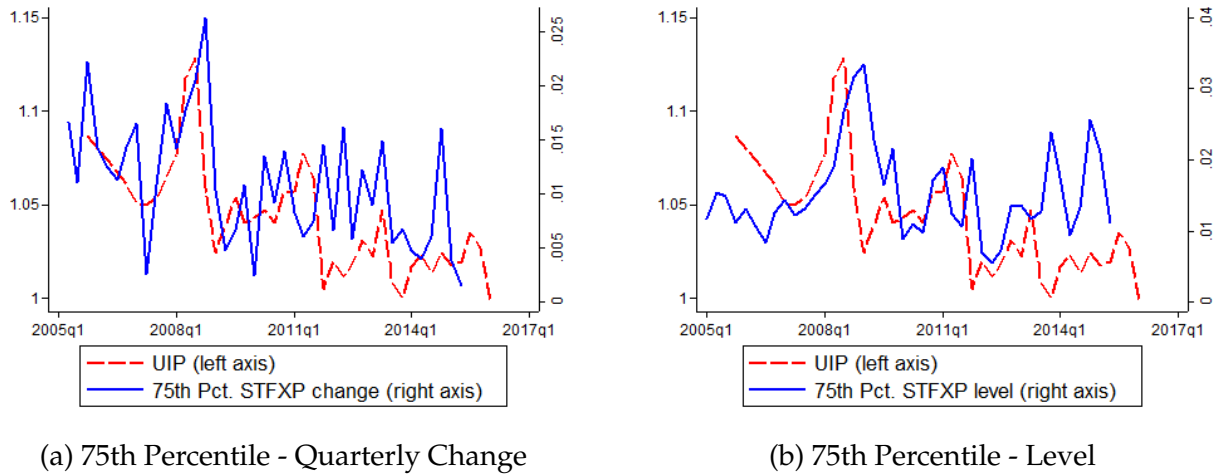 1.15
1.1
1.05
1
.025
.02
.015
.01
.005
0
2005q1 2008q1 2011q1 2014q1 2017q1
UIP (left axis)
75th Pct. STFXP change (right axis)
(a) 75th Percentile - Quarterly Change
1.15
1.1
1.05
1
.04
.03
.02
.01
0
2005q1 2008q1 2011q1 2014q1 2017q1
UIP (left axis)
75th Pct. STFXP level (right axis)
(b) 75th Percentile - Level